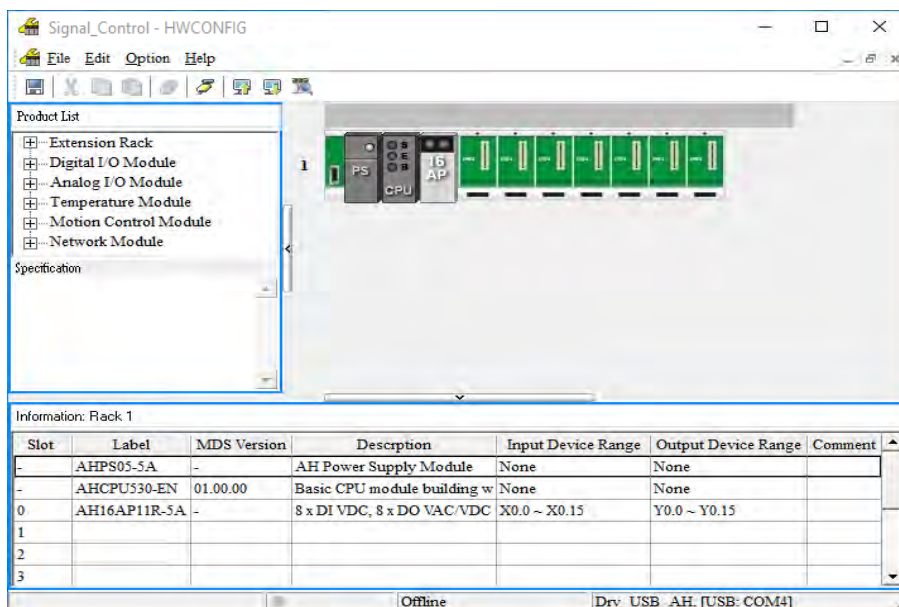 Signal_Control - HWCONFIG
File Edit Option Help
Product List
Extension Rack
Digital I/O Module
Analog I/O Module
Temperature Module
Motion Control Module
Network Module
Specification
1
PS
S
E
B
CPU
16
AP
Information: Rack 1
Slot Label MDS Version Descrption Input Device Range Output Device Range Comment
- AHPS05-5A - AH Power Supply Module None None
- AHCPU530-EN 01.00.00 Basic CPU module building w None None
0 AH16AP11R-5A - 8 x DI VDC, 8 x DO VAC/VDC X0.0 ~ X0.15 Y0.0 ~ Y0.15
1
2
3
Offline Drv_USB_AH, [USB: COM4]